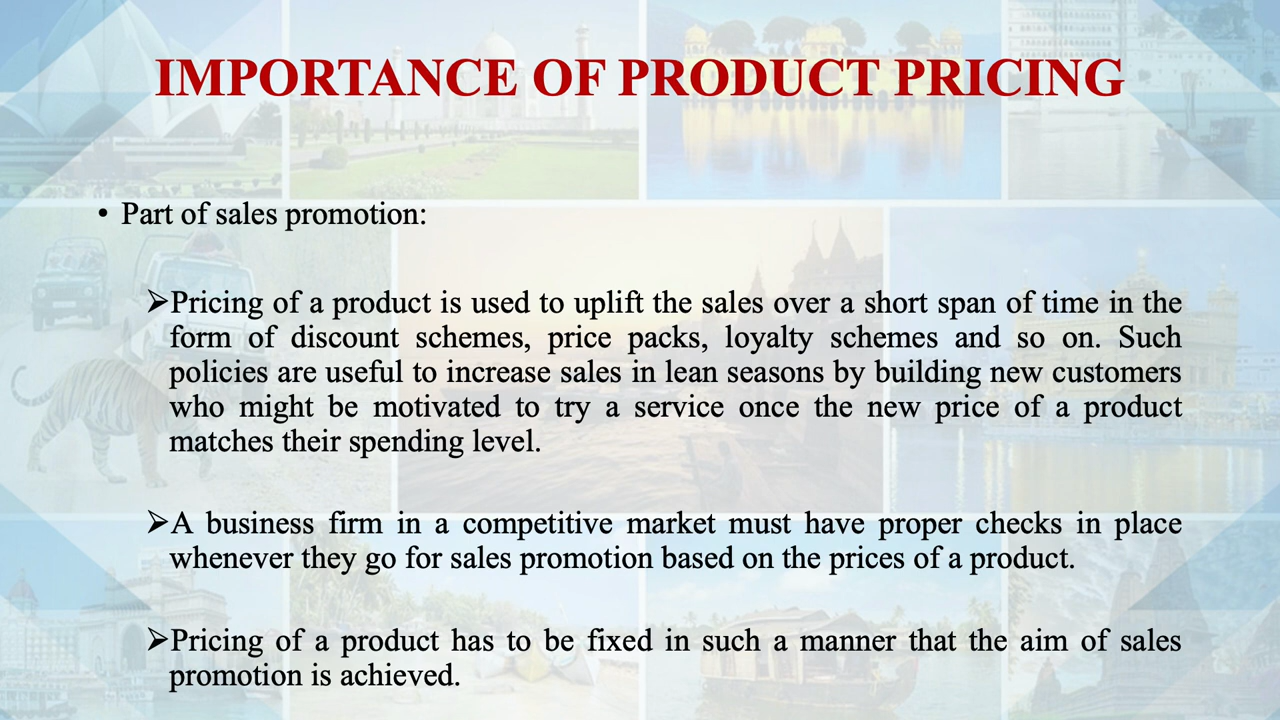 IMPORTANCE OF PRODUCT PRICING
• Part of sales promotion:
➢Pricing of a product is used to uplift the sales over a short span of time in the
form of discount schemes, price packs, loyalty schemes and so on. Such
policies are useful to increase sales in lean seasons by building new customers
who might be motivated to try a service once the new price of a product
matches their spending level.
➢A business firm in a competitive market must have proper checks in place
whenever they go for sales promotion based on the prices of a product.
➢Pricing of a product has to be fixed in such a manner that the aim of sales
promotion is achieved.